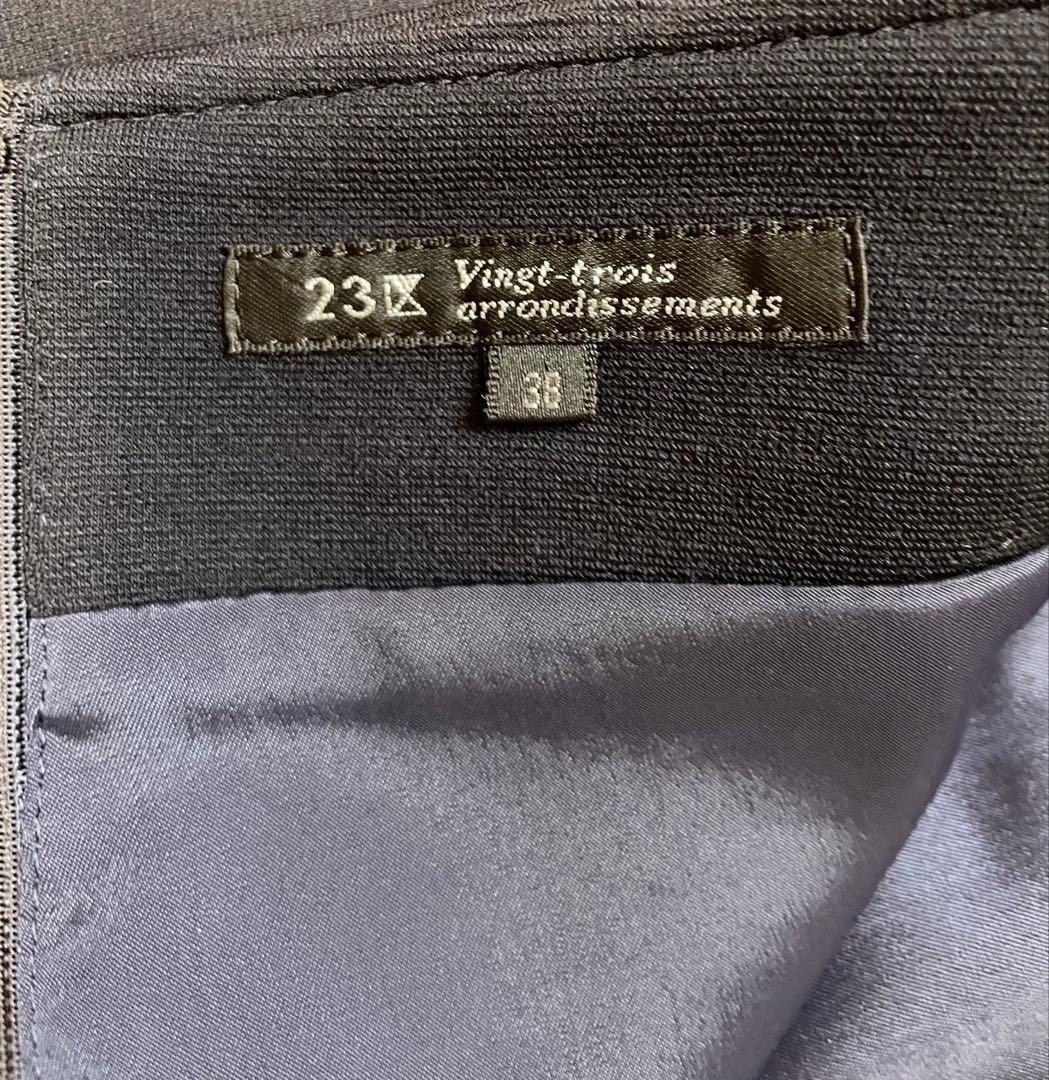 23区
Vingt-trois
arrondissements
38